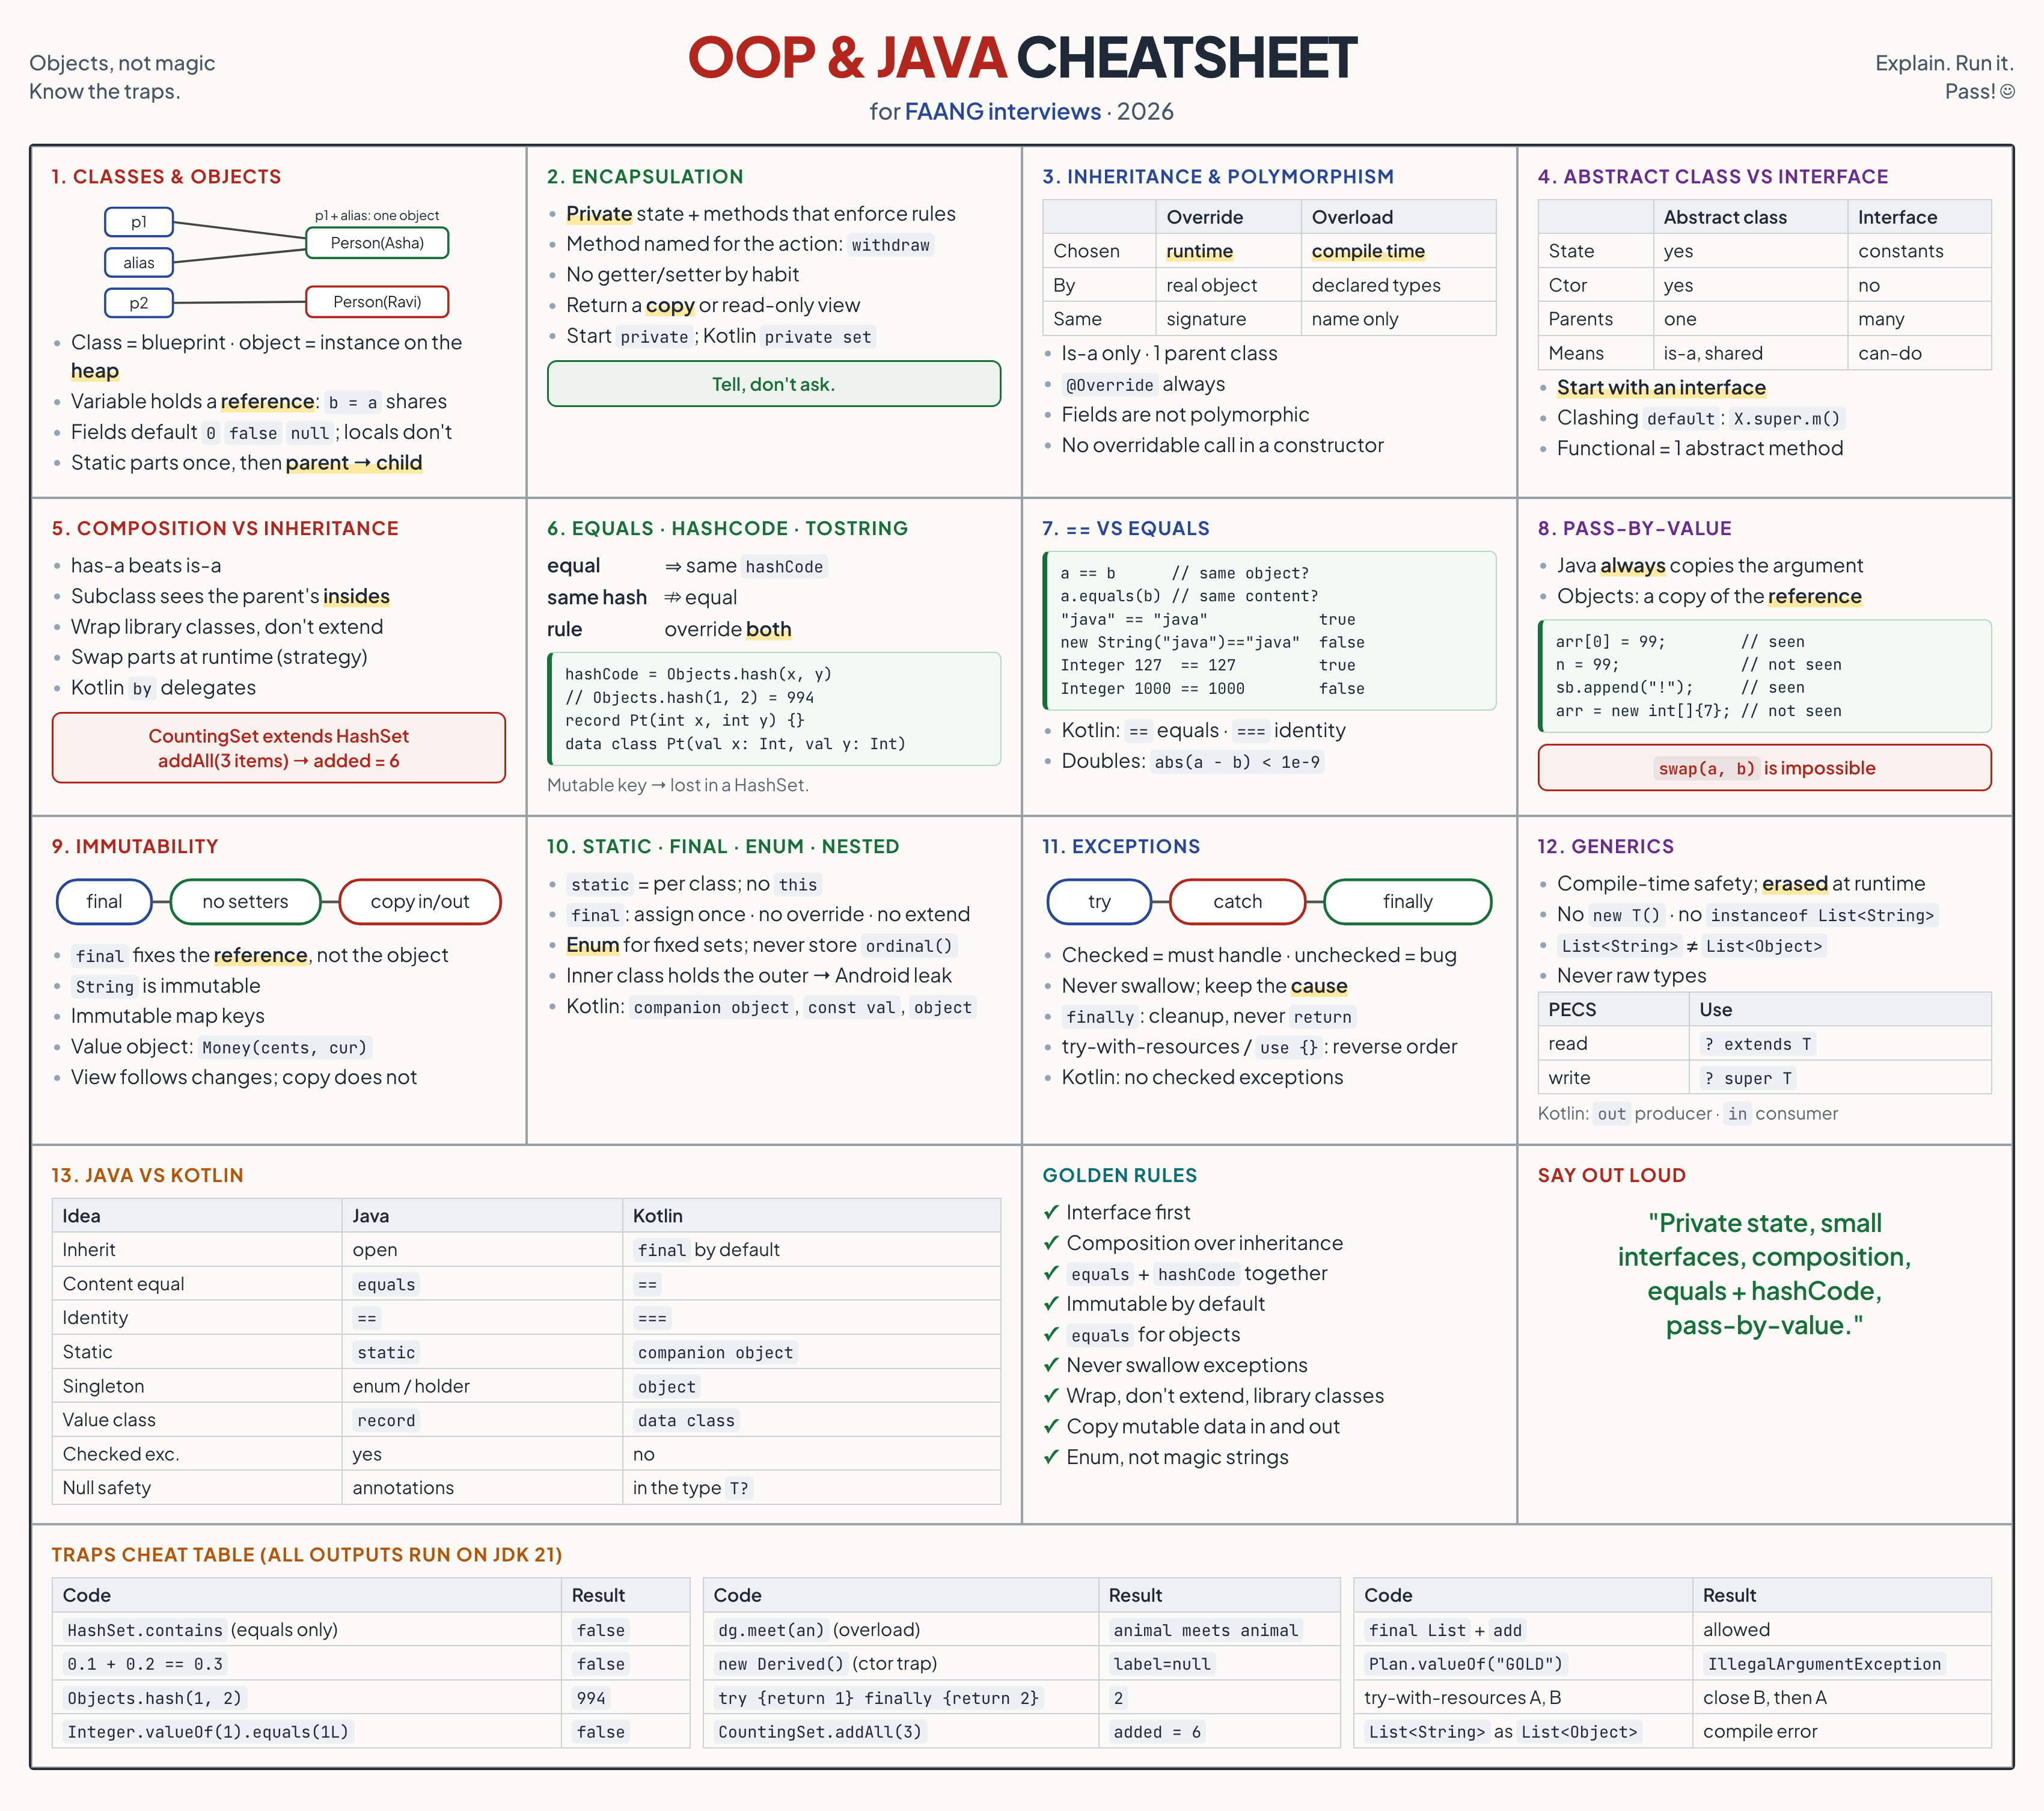 Objects, not magic
Know the traps.
OOP & JAVA CHEATSHEET
for FAANG interviews · 2026
Explain. Run it.
Pass! ☺
1. CLASSES & OBJECTS
p1
alias
p2
p1 + alias: one object
Person(Asha)
Person(Ravi)
• Class = blueprint · object = instance on the
heap
• Variable holds a reference: b = a shares
• Fields default 0 false null; locals don't
• Static parts once, then parent → child
2. ENCAPSULATION
• Private state + methods that enforce rules
• Method named for the action: withdraw
• No getter/setter by habit
• Return a copy or read-only view
• Start private; Kotlin private set
Tell, don't ask.
3. INHERITANCE & POLYMORPHISM
Override Overload
Chosen runtime compile time
By real object declared types
Same signature name only
• Is-a only · 1 parent class
• @Override always
• Fields are not polymorphic
• No overridable call in a constructor
4. ABSTRACT CLASS VS INTERFACE
Abstract class Interface
State yes constants
Ctor yes no
Parents one many
Means is-a, shared can-do
• Start with an interface
• Clashing default: X.super.m()
• Functional = 1 abstract method
5. COMPOSITION VS INHERITANCE
• has-a beats is-a
• Subclass sees the parent's insides
• Wrap library classes, don't extend
• Swap parts at runtime (strategy)
• Kotlin by delegates
CountingSet extends HashSet
addAll(3 items) → added = 6
6. EQUALS · HASHCODE · TOSTRING
equal ⇒ same hashCode
same hash ⇏ equal
rule override both
hashCode = Objects.hash(x, y)
// Objects.hash(1, 2) = 994
record Pt(int x, int y) {}
data class Pt(val x: Int, val y: Int)
Mutable key → lost in a HashSet.
7. == VS EQUALS
a == b // same object?
a.equals(b) // same content?
"java" == "java" true
new String("java")=="java" false
Integer 127 == 127 true
Integer 1000 == 1000 false
• Kotlin: == equals · === identity
• Doubles: abs(a - b) < 1e-9
8. PASS-BY-VALUE
• Java always copies the argument
• Objects: a copy of the reference
arr[0] = 99; // seen
n = 99; // not seen
sb.append("!"); // seen
arr = new int[]{7}; // not seen
swap(a, b) is impossible
9. IMMUTABILITY
final no setters copy in/out
• final fixes the reference, not the object
• String is immutable
• Immutable map keys
• Value object: Money(cents, cur)
• View follows changes; copy does not
10. STATIC · FINAL · ENUM · NESTED
• static = per class; no this
• final: assign once · no override · no extend
• Enum for fixed sets; never store ordinal()
• Inner class holds the outer → Android leak
• Kotlin: companion object, const val, object
11. EXCEPTIONS
try catch finally
• Checked = must handle · unchecked = bug
• Never swallow; keep the cause
• finally: cleanup, never return
• try-with-resources / use {}: reverse order
• Kotlin: no checked exceptions
12. GENERICS
• Compile-time safety; erased at runtime
• No new T() · no instanceof List<String>
• List<String> ≠ List<Object>
• Never raw types
PECS Use
read ? extends T
write ? super T
Kotlin: out producer · in consumer
13. JAVA VS KOTLIN
Idea Java Kotlin
Inherit open final by default
Content equal equals ==
Identity == ===
Static static companion object
Singleton enum / holder object
Value class record data class
Checked exc. yes no
Null safety annotations in the type T?
GOLDEN RULES
✓ Interface first
✓ Composition over inheritance
✓ equals + hashCode together
✓ Immutable by default
✓ equals for objects
✓ Never swallow exceptions
✓ Wrap, don't extend, library classes
✓ Copy mutable data in and out
✓ Enum, not magic strings
SAY OUT LOUD
"Private state, small
interfaces, composition,
equals + hashCode,
pass-by-value."
TRAPS CHEAT TABLE (ALL OUTPUTS RUN ON JDK 21)
Code Result
HashSet.contains (equals only) false
0.1 + 0.2 == 0.3 false
Objects.hash(1, 2) 994
Integer.valueOf(1).equals(1L) false
Code Result
dg.meet(an) (overload) animal meets animal
new Derived() (ctor trap) label=null
try {return 1} finally {return 2} 2
CountingSet.addAll(3) added = 6
Code Result
final List + add allowed
Plan.valueOf("GOLD") IllegalArgumentException
try-with-resources A, B close B, then A
List<String> as List<Object> compile error